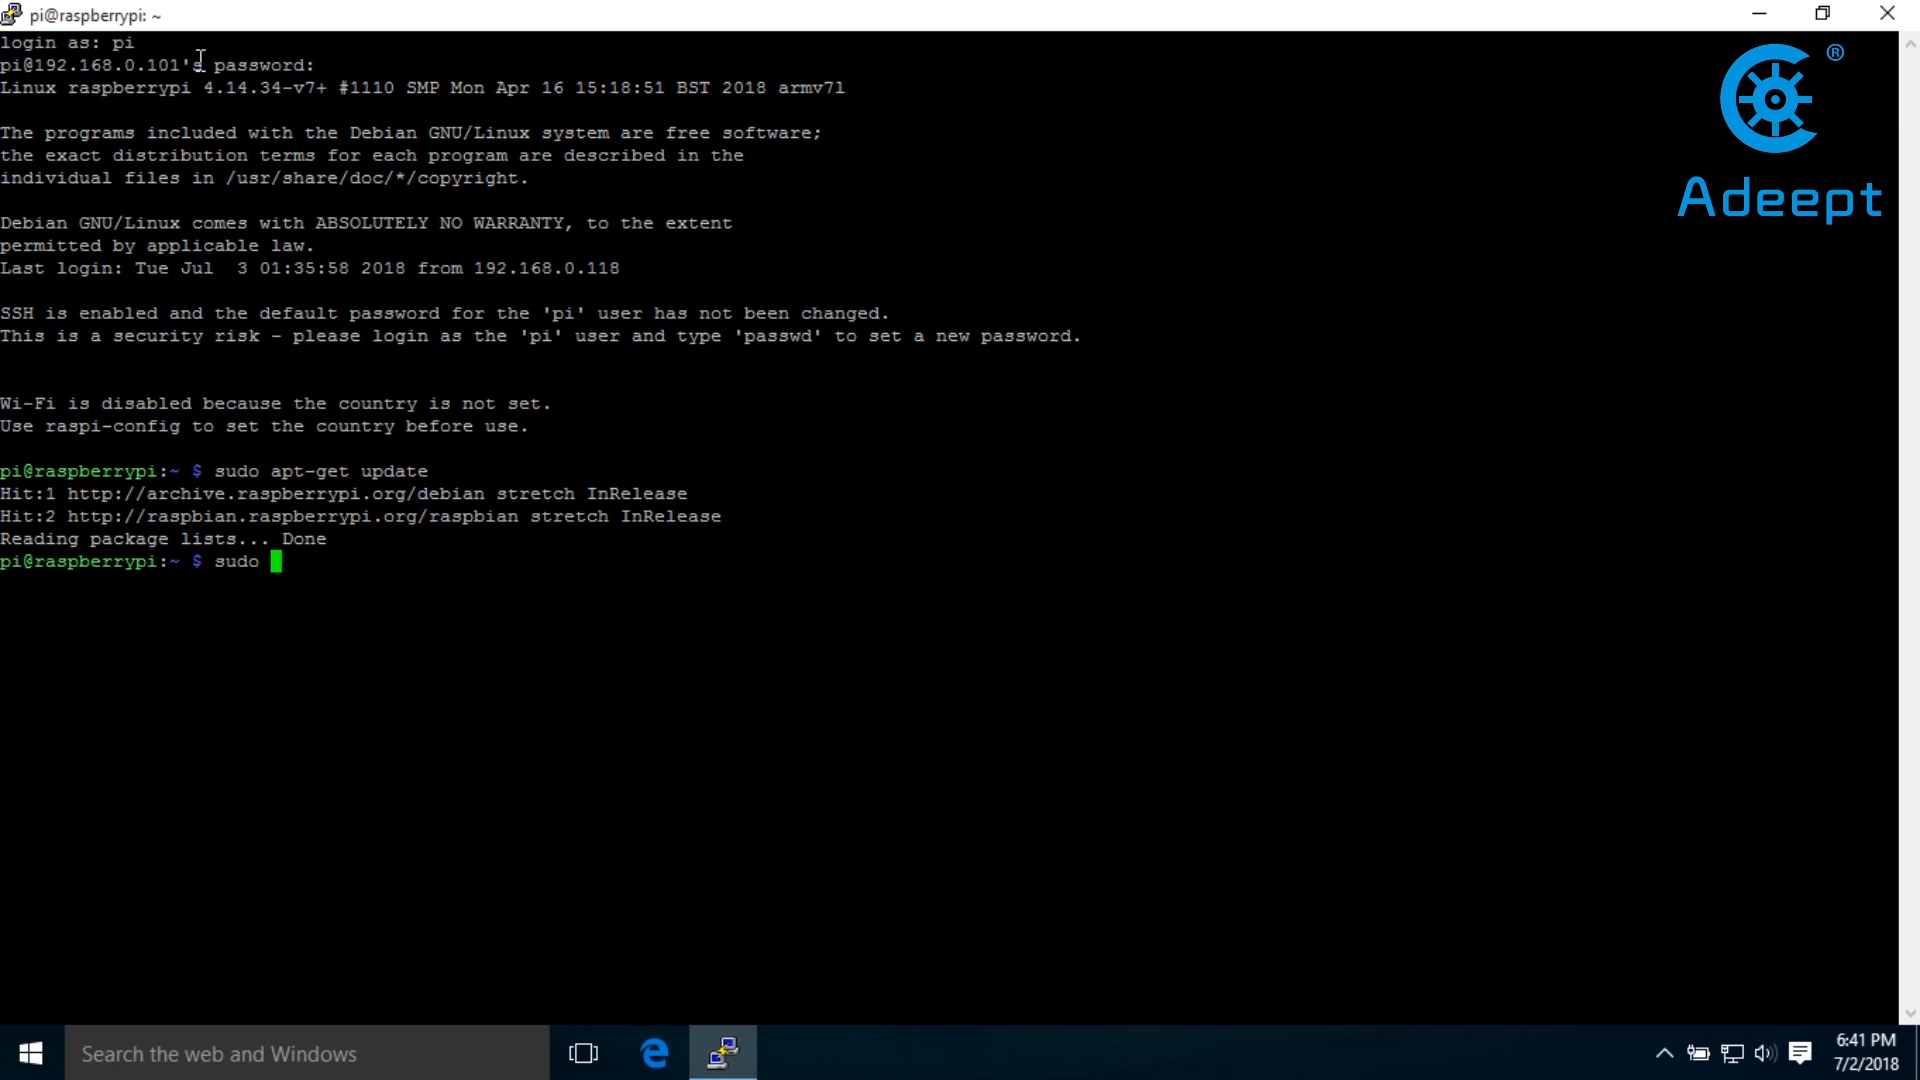 pi@raspberrypi: ~
login as: pi
pi@192.168.0.101's password:
Linux raspberrypi 4.14.34-v7+ #1110 SMP Mon Apr 16 15:18:51 BST 2018 armv7l
The programs included with the Debian GNU/Linux system are free software;
the exact distribution terms for each program are described in the
individual files in /usr/share/doc/*/copyright.
Debian GNU/Linux comes with ABSOLUTELY NO WARRANTY, to the extent
permitted by applicable law.
Last login: Tue Jul  3 01:35:58 2018 from 192.168.0.118
SSH is enabled and the default password for the 'pi' user has not been changed.
This is a security risk - please login as the 'pi' user and type 'passwd' to set a new password.
Wi-Fi is disabled because the country is not set.
Use raspi-config to set the country before use.
pi@raspberrypi:~ $ sudo apt-get update
Hit:1 http://archive.raspberrypi.org/debian stretch InRelease
Hit:2 http://raspbian.raspberrypi.org/raspbian stretch InRelease
Reading package lists... Done
pi@raspberrypi:~ $ sudo
®
Adeept
Search the web and Windows
6:41 PM
7/2/2018